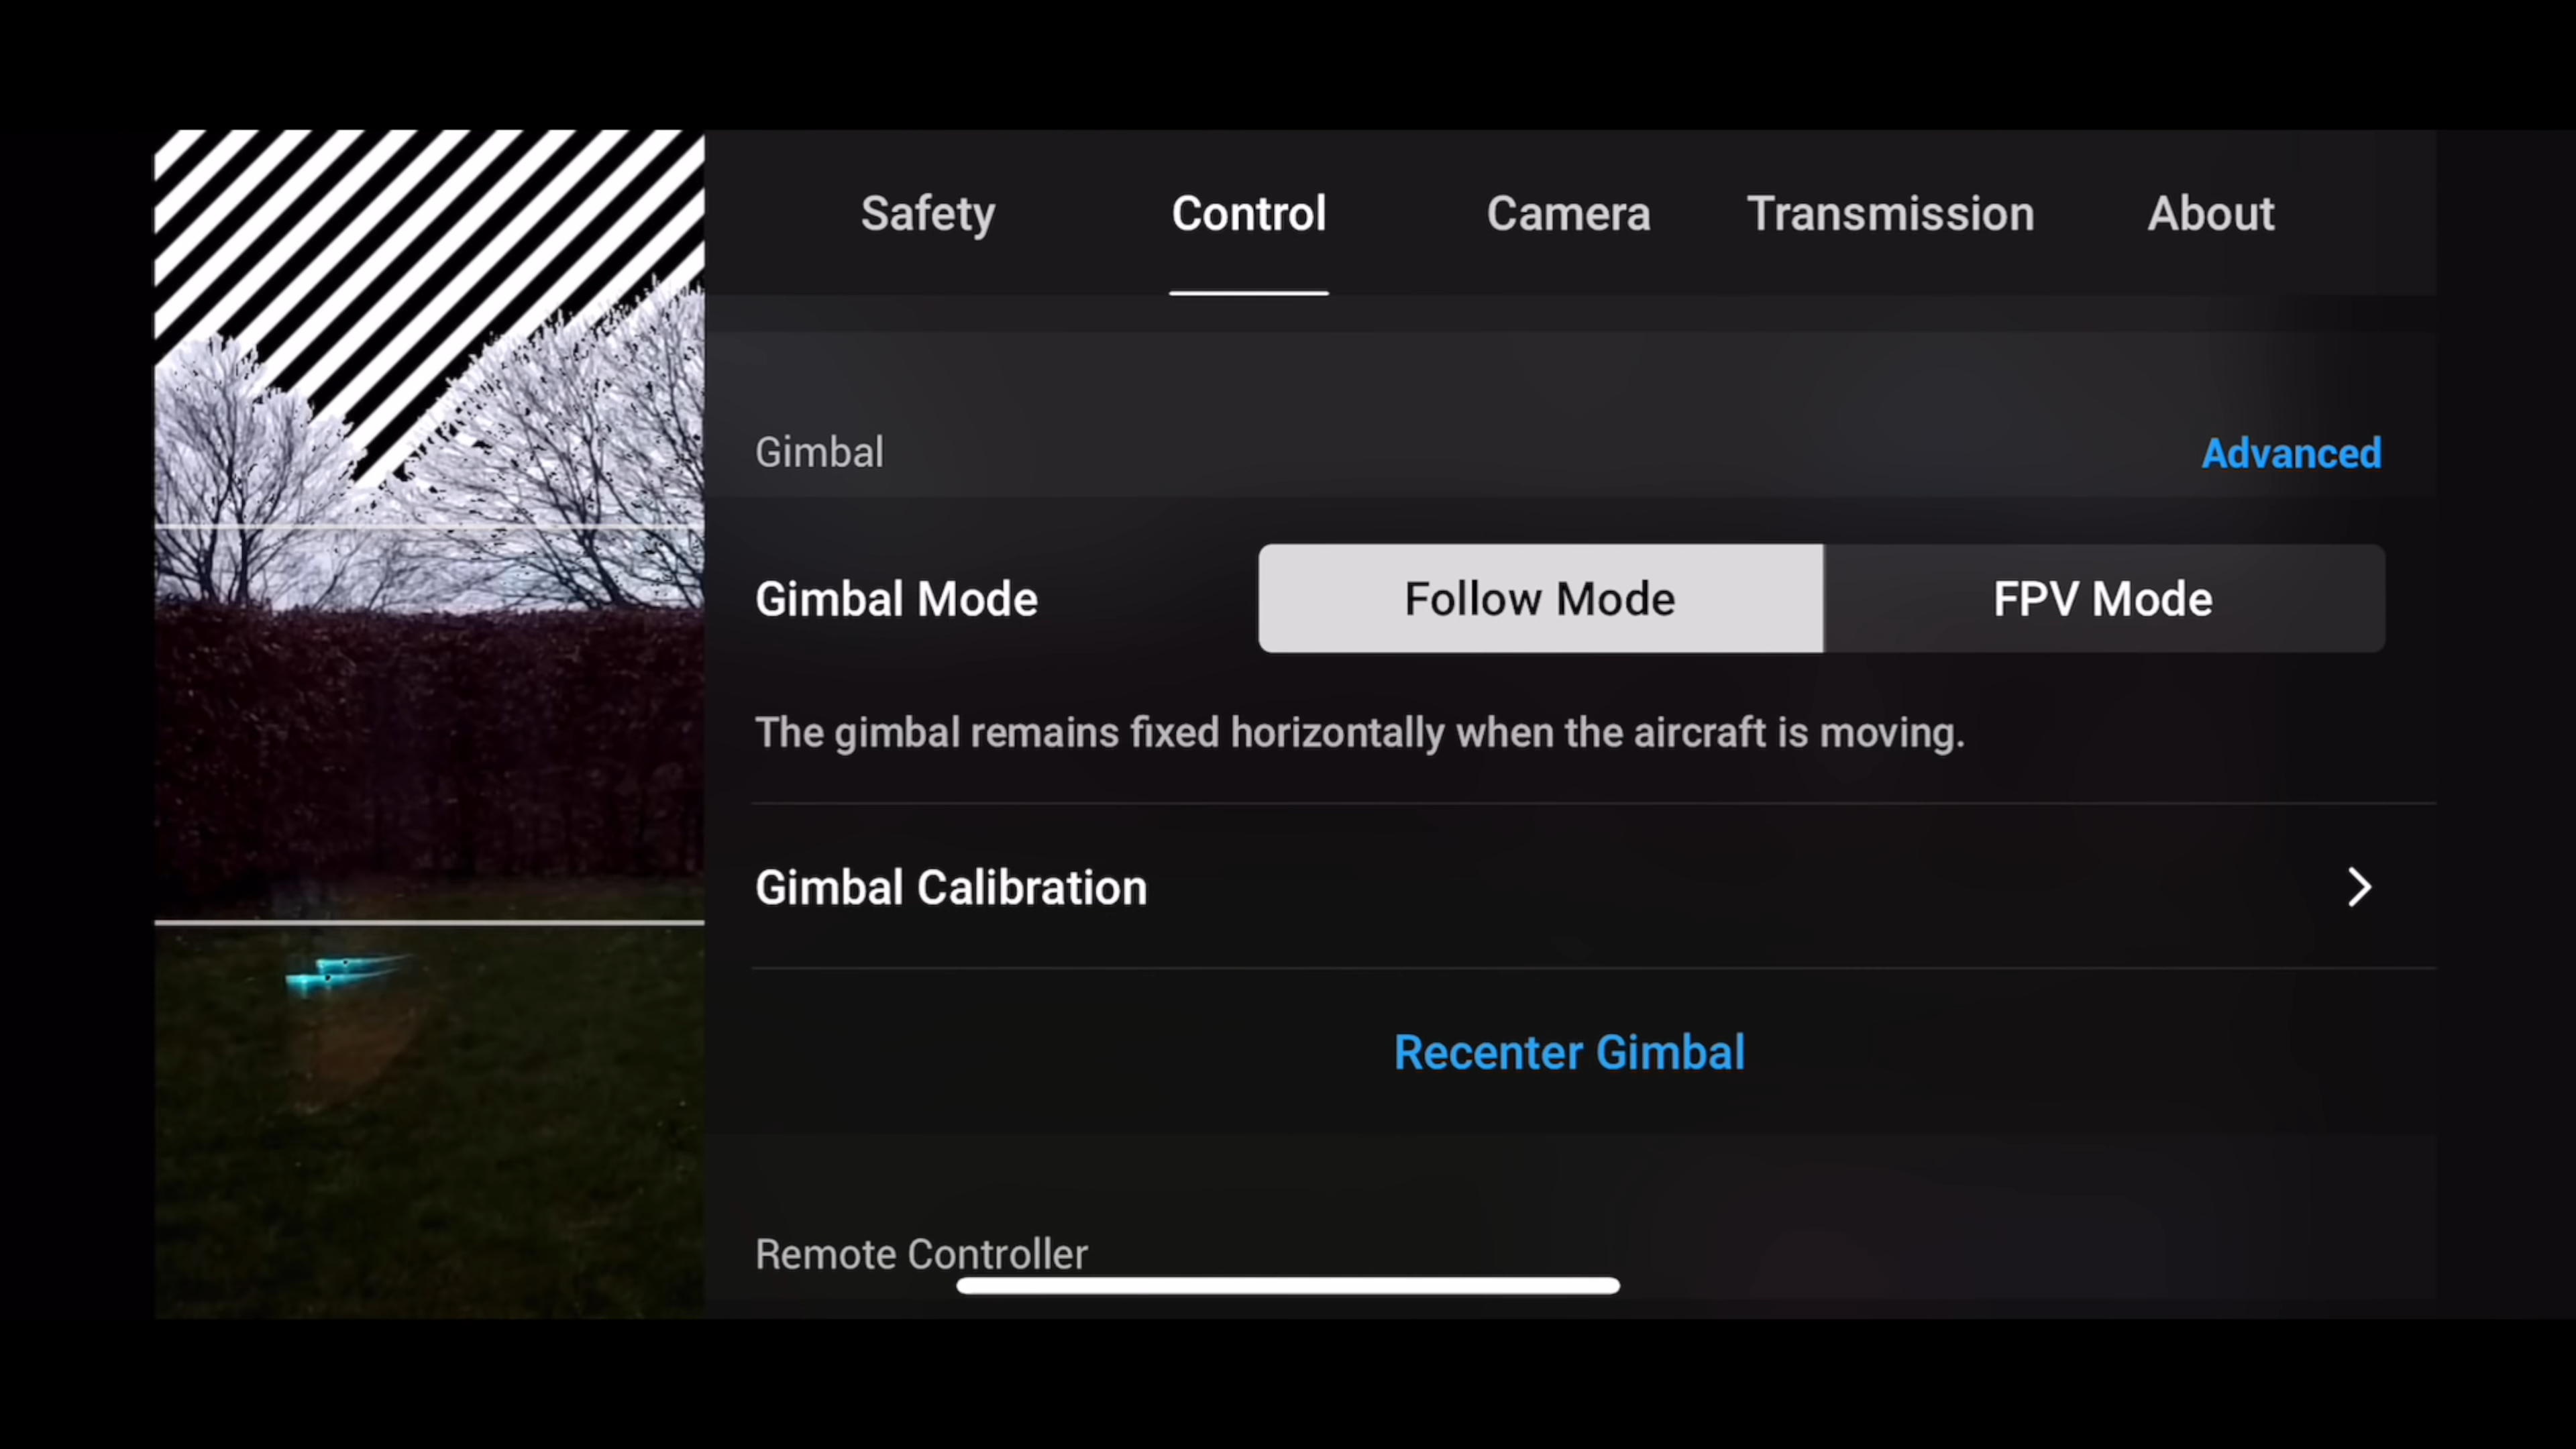 Safety Control Camera Transmission About
Gimbal Advanced
Gimbal Mode Follow Mode FPV Mode
The gimbal remains fixed horizontally when the aircraft is moving.
Gimbal Calibration
Recenter Gimbal
Remote Controller